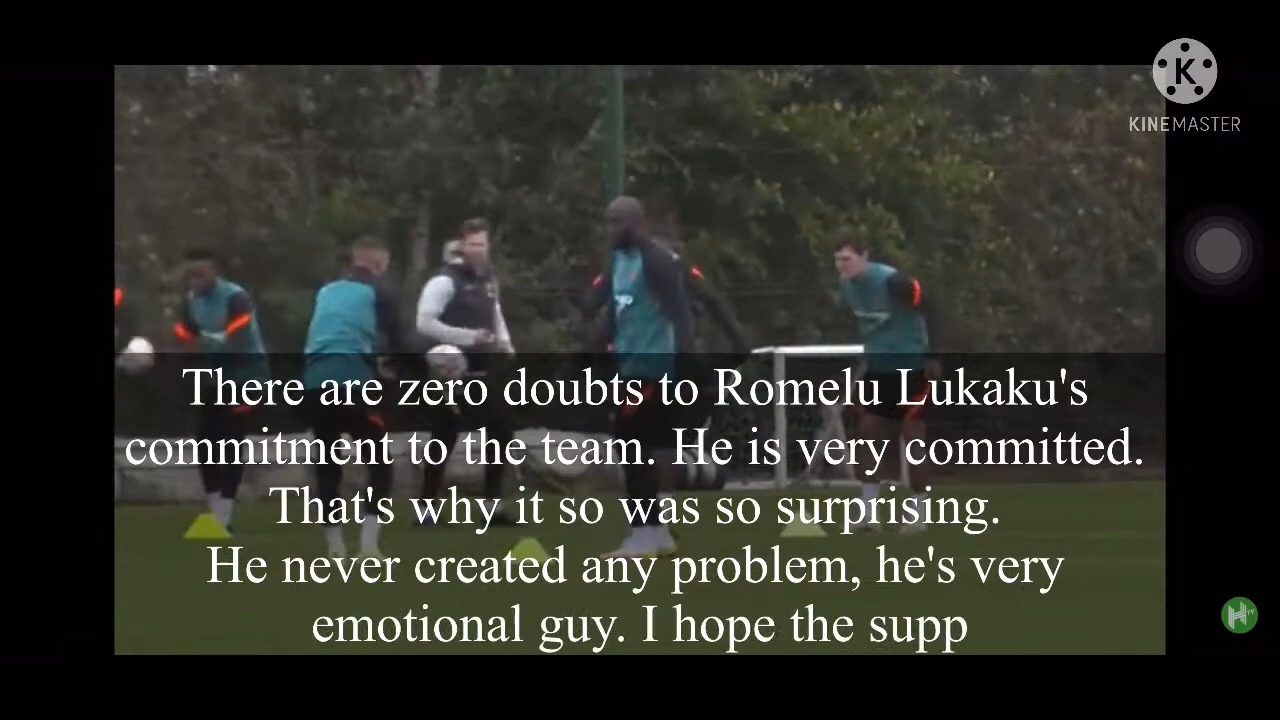 K
KINEMASTER
There are zero doubts to Romelu Lukaku's
commitment to the team. He is very committed.
That's why it so was so surprising.
He never created any problem, he's very
emotional guy. I hope the supp
H TV